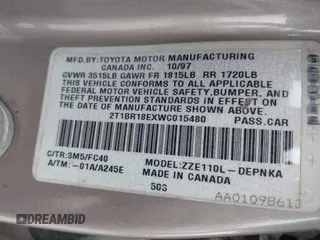 MFD.BY:TOYOTA MOTOR MANUFACTURING
CANADA INC. 10/97
GVWR 3515LB GAWR FR 1815LB RR 1720LB
THIS VEHICLE CONFORMS TO ALL APPLICABLE
FEDERAL MOTOR VEHICLE SAFETY, BUMPER, AND
THEFT PREVENTION STANDARDS IN EFFECT ON
THE DATE OF MANUFACTURE SHOWN ABOVE.
2T1BR18EXWC015480 PASS.CAR
C/TR:3M5/FC40 MODEL:ZZE110L-DEPNKA
A/TM:-01A/A245E MADE IN CANADA
503
AA01098613
DREAMBID